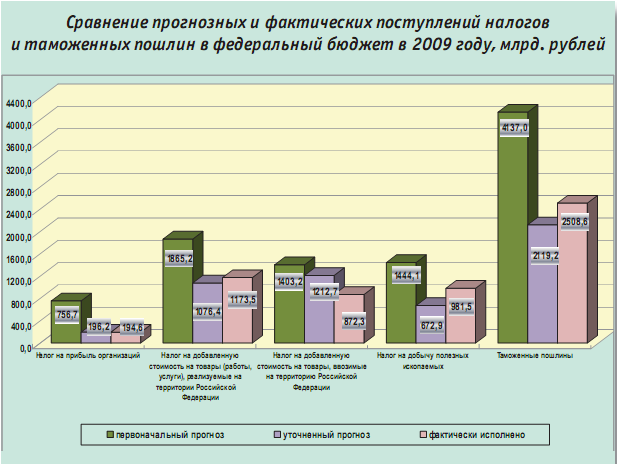 Сравнение прогнозных и фактических поступлений налогов
и таможенных пошлин в федеральный бюджет в 2009 году, млрд. рублей
4400,0
4000,0
3600,0
3200,0
2800,0
2400,0
2000,0
1600,0
1200,0
800,0
400,0
0,0
756,7
196,2
194,6
1865,2
1076,4
1173,5
1403,2
1212,7
872,3
1444,1
672,9
981,5
4137,0
2119,2
2508,6
Налог на прибыль организаций
Налог на добавленную
стоимость на товары (работы,
услуги), реализуемые на
территории Российской
Федерации
Налог на добавленную
стоимость на товары, ввозимые
на территорию Российской
Федерации
Налог на добычу полезных
ископаемых
Таможенные пошлины
первоначальный прогноз
уточненный прогноз
фактически исполнено